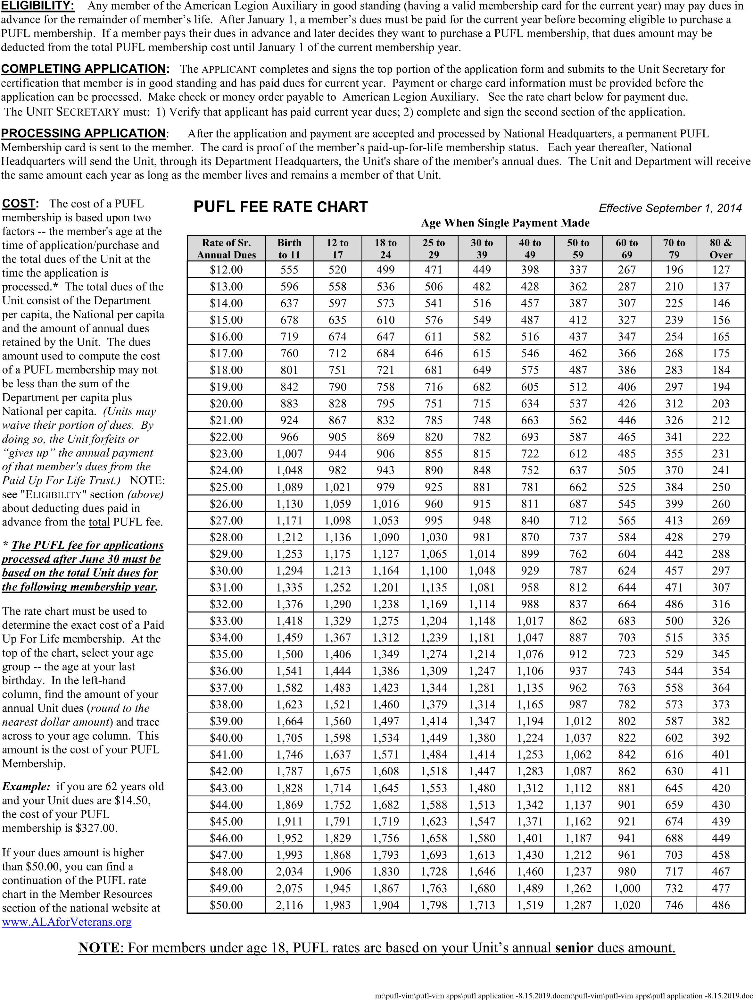 ELIGIBILITY: Any member of the American Legion Auxiliary in good standing (having a valid membership card for the current year) may pay dues in
advance for the remainder of member’s life. After January 1, a member’s dues must be paid for the current year before becoming eligible to purchase a
PUFL membership. If a member pays their dues in advance and later decides they want to purchase a PUFL membership, that dues amount may be
deducted from the total PUFL membership cost until January 1 of the current membership year.
COMPLETING APPLICATION: The APPLICANT completes and signs the top portion of the application form and submits to the Unit Secretary for
certification that member is in good standing and has paid dues for current year. Payment or charge card information must be provided before the
application can be processed. Make check or money order payable to American Legion Auxiliary. See the rate chart below for payment due.
The UNIT SECRETARY must: 1) Verify that applicant has paid current year dues; 2) complete and sign the second section of the application.
PROCESSING APPLICATION: After the application and payment are accepted and processed by National Headquarters, a permanent PUFL
Membership card is sent to the member. The card is proof of the member’s paid-up-for-life membership status. Each year thereafter, National
Headquarters will send the Unit, through its Department Headquarters, the Unit's share of the member's annual dues. The Unit and Department will receive
the same amount each year as long as the member lives and remains a member of that Unit.
COST: The cost of a PUFL
membership is based upon two
factors -- the member's age at the
time of application/purchase and
the total dues of the Unit at the
time the application is
processed.* The total dues of the
Unit consist of the Department
per capita, the National per capita
and the amount of annual dues
retained by the Unit. The dues
amount used to compute the cost
of a PUFL membership may not
be less than the sum of the
Department per capita plus
National per capita. (Units may
waive their portion of dues. By
doing so, the Unit forfeits or
“gives up” the annual payment
of that member's dues from the
Paid Up For Life Trust.) NOTE:
see "ELIGIBILITY" section (above)
about deducting dues paid in
advance from the total PUFL fee.
* The PUFL fee for applications
processed after June 30 must be
based on the total Unit dues for
the following membership year.
The rate chart must be used to
determine the exact cost of a Paid
Up For Life membership. At the
top of the chart, select your age
group -- the age at your last
birthday. In the left-hand
column, find the amount of your
annual Unit dues (round to the
nearest dollar amount) and trace
across to your age column. This
amount is the cost of your PUFL
Membership.
Example: if you are 62 years old
and your Unit dues are $14.50,
the cost of your PUFL
membership is $327.00.
If your dues amount is higher
than $50.00, you can find a
continuation of the PUFL rate
chart in the Member Resources
section of the national website at
www.ALAforVeterans.org
PUFL FEE RATE CHART Effective September 1, 2014
Age When Single Payment Made
Rate of Sr. Birth 12 to 18 to 25 to 30 to 40 to 50 to 60 to 70 to 80 &
Annual Dues to 11 17 24 29 39 49 59 69 79 Over
$12.00 555 520 499 471 449 398 337 267 196 127
$13.00 596 558 536 506 482 428 362 287 210 137
$14.00 637 597 573 541 516 457 387 307 225 146
$15.00 678 635 610 576 549 487 412 327 239 156
$16.00 719 674 647 611 582 516 437 347 254 165
$17.00 760 712 684 646 615 546 462 366 268 175
$18.00 801 751 721 681 649 575 487 386 283 184
$19.00 842 790 758 716 682 605 512 406 297 194
$20.00 883 828 795 751 715 634 537 426 312 203
$21.00 924 867 832 785 748 663 562 446 326 212
$22.00 966 905 869 820 782 693 587 465 341 222
$23.00 1,007 944 906 855 815 722 612 485 355 231
$24.00 1,048 982 943 890 848 752 637 505 370 241
$25.00 1,089 1,021 979 925 881 781 662 525 384 250
$26.00 1,130 1,059 1,016 960 915 811 687 545 399 260
$27.00 1,171 1,098 1,053 995 948 840 712 565 413 269
$28.00 1,212 1,136 1,090 1,030 981 870 737 584 428 279
$29.00 1,253 1,175 1,127 1,065 1,014 899 762 604 442 288
$30.00 1,294 1,213 1,164 1,100 1,048 929 787 624 457 297
$31.00 1,335 1,252 1,201 1,135 1,081 958 812 644 471 307
$32.00 1,376 1,290 1,238 1,169 1,114 988 837 664 486 316
$33.00 1,418 1,329 1,275 1,204 1,148 1,017 862 683 500 326
$34.00 1,459 1,367 1,312 1,239 1,181 1,047 887 703 515 335
$35.00 1,500 1,406 1,349 1,274 1,214 1,076 912 723 529 345
$36.00 1,541 1,444 1,386 1,309 1,247 1,106 937 743 544 354
$37.00 1,582 1,483 1,423 1,344 1,281 1,135 962 763 558 364
$38.00 1,623 1,521 1,460 1,379 1,314 1,165 987 782 573 373
$39.00 1,664 1,560 1,497 1,414 1,347 1,194 1,012 802 587 382
$40.00 1,705 1,598 1,534 1,449 1,380 1,224 1,037 822 602 392
$41.00 1,746 1,637 1,571 1,484 1,414 1,253 1,062 842 616 401
$42.00 1,787 1,675 1,608 1,518 1,447 1,283 1,087 862 630 411
$43.00 1,828 1,714 1,645 1,553 1,480 1,312 1,112 881 645 420
$44.00 1,869 1,752 1,682 1,588 1,513 1,342 1,137 901 659 430
$45.00 1,911 1,791 1,719 1,623 1,547 1,371 1,162 921 674 439
$46.00 1,952 1,829 1,756 1,658 1,580 1,401 1,187 941 688 449
$47.00 1,993 1,868 1,793 1,693 1,613 1,430 1,212 961 703 458
$48.00 2,034 1,906 1,830 1,728 1,646 1,460 1,237 980 717 467
$49.00 2,075 1,945 1,867 1,763 1,680 1,489 1,262 1,000 732 477
$50.00 2,116 1,983 1,904 1,798 1,713 1,519 1,287 1,020 746 486
NOTE: For members under age 18, PUFL rates are based on your Unit’s annual senior dues amount.
m:\pufl-vim\pufl-vim apps\pufl application -8.15.2019.docm:\pufl-vim\pufl-vim apps\pufl application -8.15.2019.doc